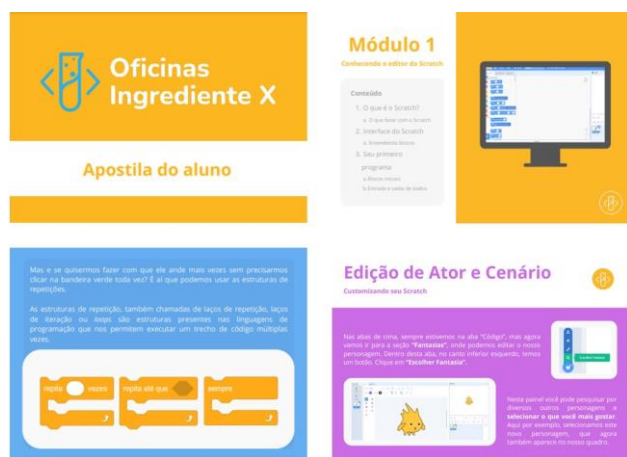 Oficinas
Ingrediente X
Apostila do aluno
Módulo 1
Conhecendo o editor do Scratch
Conteúdo
1. O que é o Scratch?
a. O que fazer com o Scratch
2. Interface do Scratch
a. Entendendo blocos
3. Seu primeiro
programa
a.Blocos iniciais
b.Entrada e saída de dados
Mas e se quisermos fazer com que ele ande mais vezes sem precisarmos
clicar na bandeira verde toda vez? É aí que podemos usar as estruturas de
repetições.
As estruturas de repetição, também chamadas de laços de repetição, laços
de iteração ou loops são estruturas presentes nas linguagens de
programação que nos permitem executar um trecho de código múltiplas
vezes.
repita vezes
repita até que
sempre
Edição de Ator e Cenário
Customizando seu Scratch
Nas abas de cima, sempre estivemos na aba "Código", mas agora
vamos ir para a seção "Fantasias", onde podemos editar o nosso
personagem. Dentro desta aba, no canto inferior esquerdo, temos
um botão. Clique em "Escolher Fantasia".
Escolher Fantasia
Neste painel você pode pesquisar por
diversos outros personagens e
selecionar o que você mais gostar.
Aqui por exemplo, selecionamos este
novo personagem, que agora
também aparece no nosso quadro.